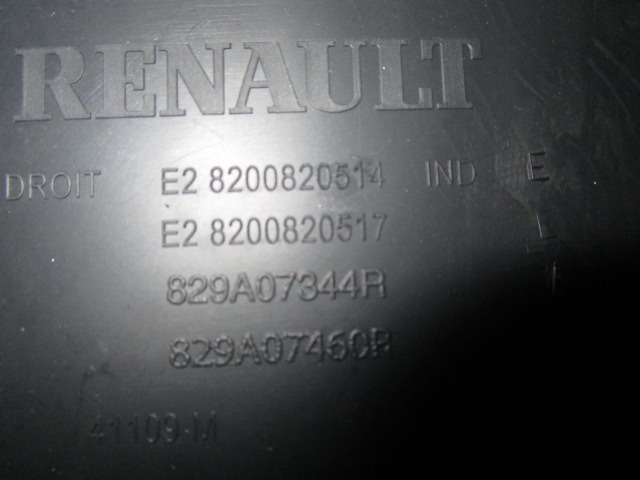 RENAULT
DROIT E2 8200820514 IND E
E2 8200820517
829A07344R
829A07460R
41109-M